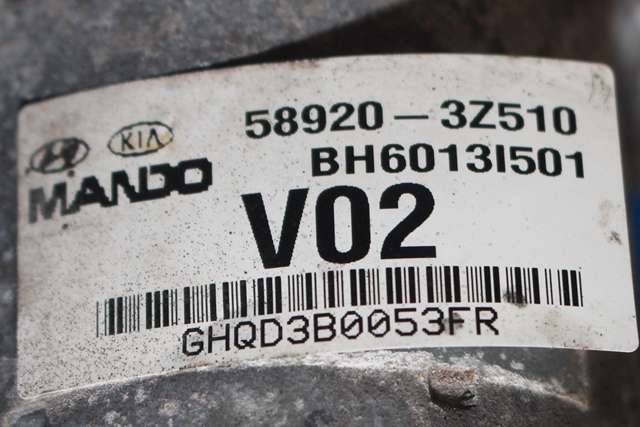 KIA
58920-3Z510
MANDO
BH6013I501
V02
GHQD3B0053FR